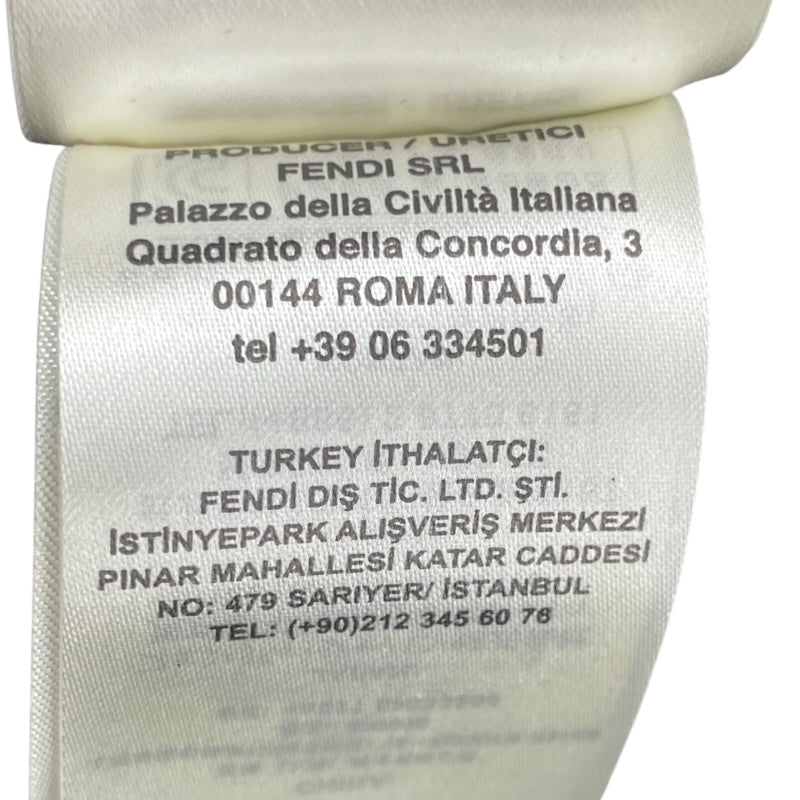 PRODUCER / ÜRETICI
FENDI SRL
Palazzo della Civiltà Italiana
Quadrato della Concordia, 3
00144 ROMA ITALY
tel +39 06 334501
TURKEY İTHALATÇI:
FENDİ DIŞ TİC. LTD. ŞTİ.
İSTİNYEPARK ALIŞVERİŞ MERKEZİ
PINAR MAHALLESİ KATAR CADDESİ
NO: 479 SARIYER/ İSTANBUL
TEL: (+90)212 345 60 76